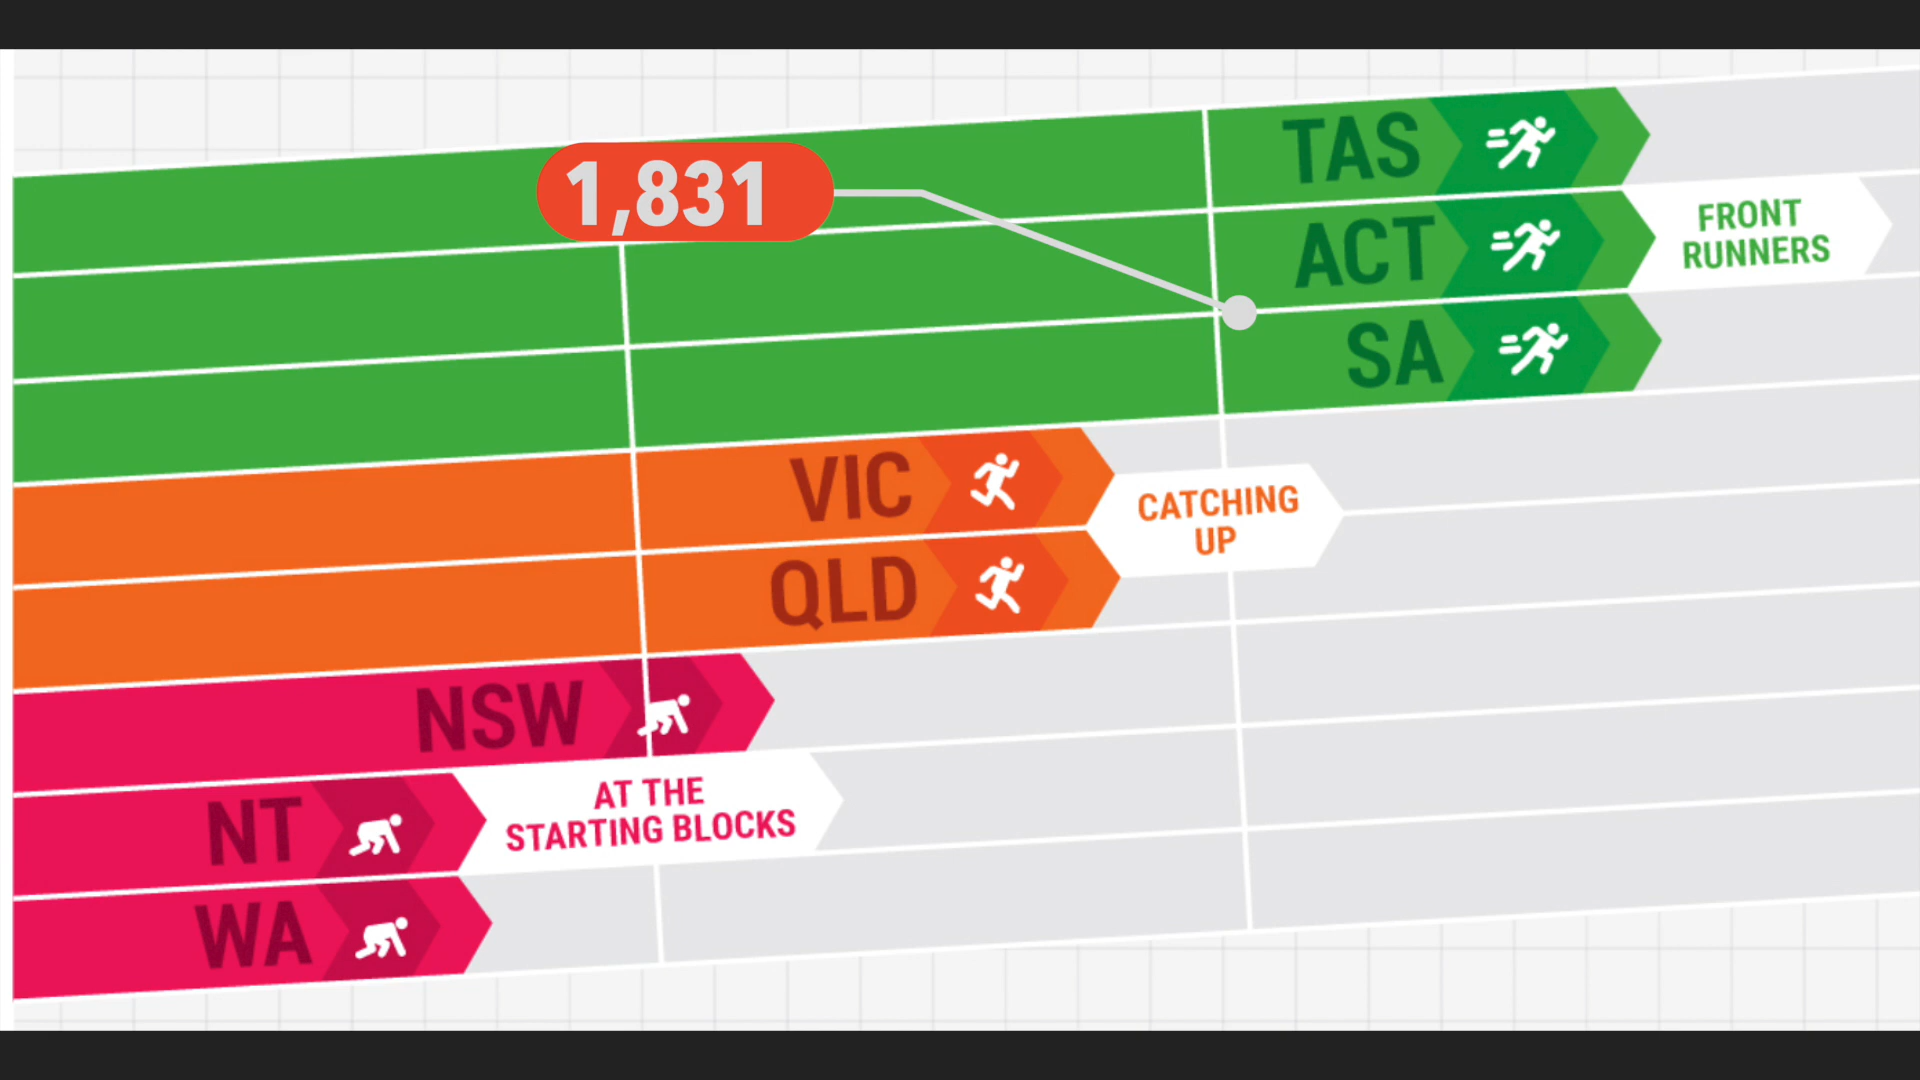 1,831
TAS
ACT
FRONT
RUNNERS
SA
VIC
CATCHING
UP
QLD
NSW
NT
AT THE
STARTING BLOCKS
WA